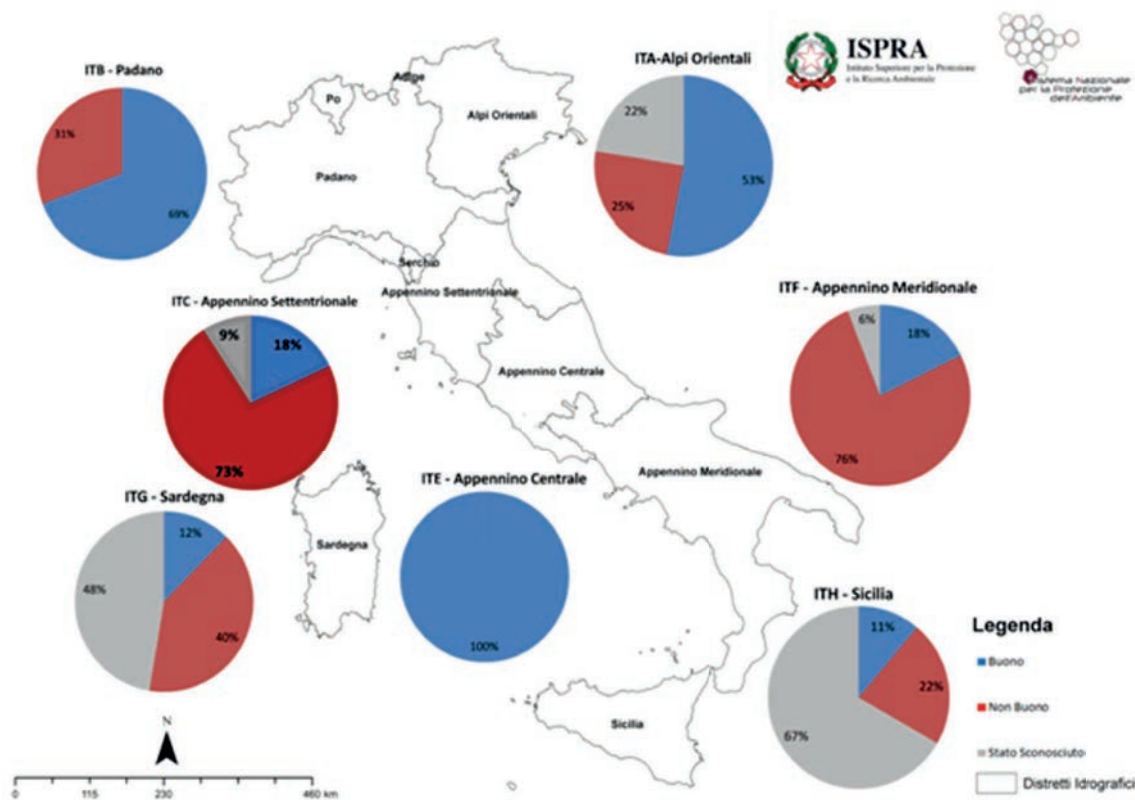 ITB - Padano
31%
69%
Po
Adige
Alpi Orientali
Padano
Serchio
Appennino Settentrionale
Appennino Centrale
Appennino Meridionale
Sardegna
Sicilia
ITA-Alpi Orientali
22%
53%
25%
ISPRA
Istituto Superiore per la Protezione
e la Ricerca Ambientale
Sistema Nazionale
per la Protezione
dell'Ambiente
ITC - Appennino Settentrionale
9%
18%
73%
ITF - Appennino Meridionale
6%
18%
76%
ITG - Sardegna
12%
48%
40%
ITE - Appennino Centrale
100%
ITH - Sicilia
11%
22%
67%
Legenda
Buono
Non Buono
Stato Sconosciuto
Distretti Idrografici
N
0 115 230 460 km